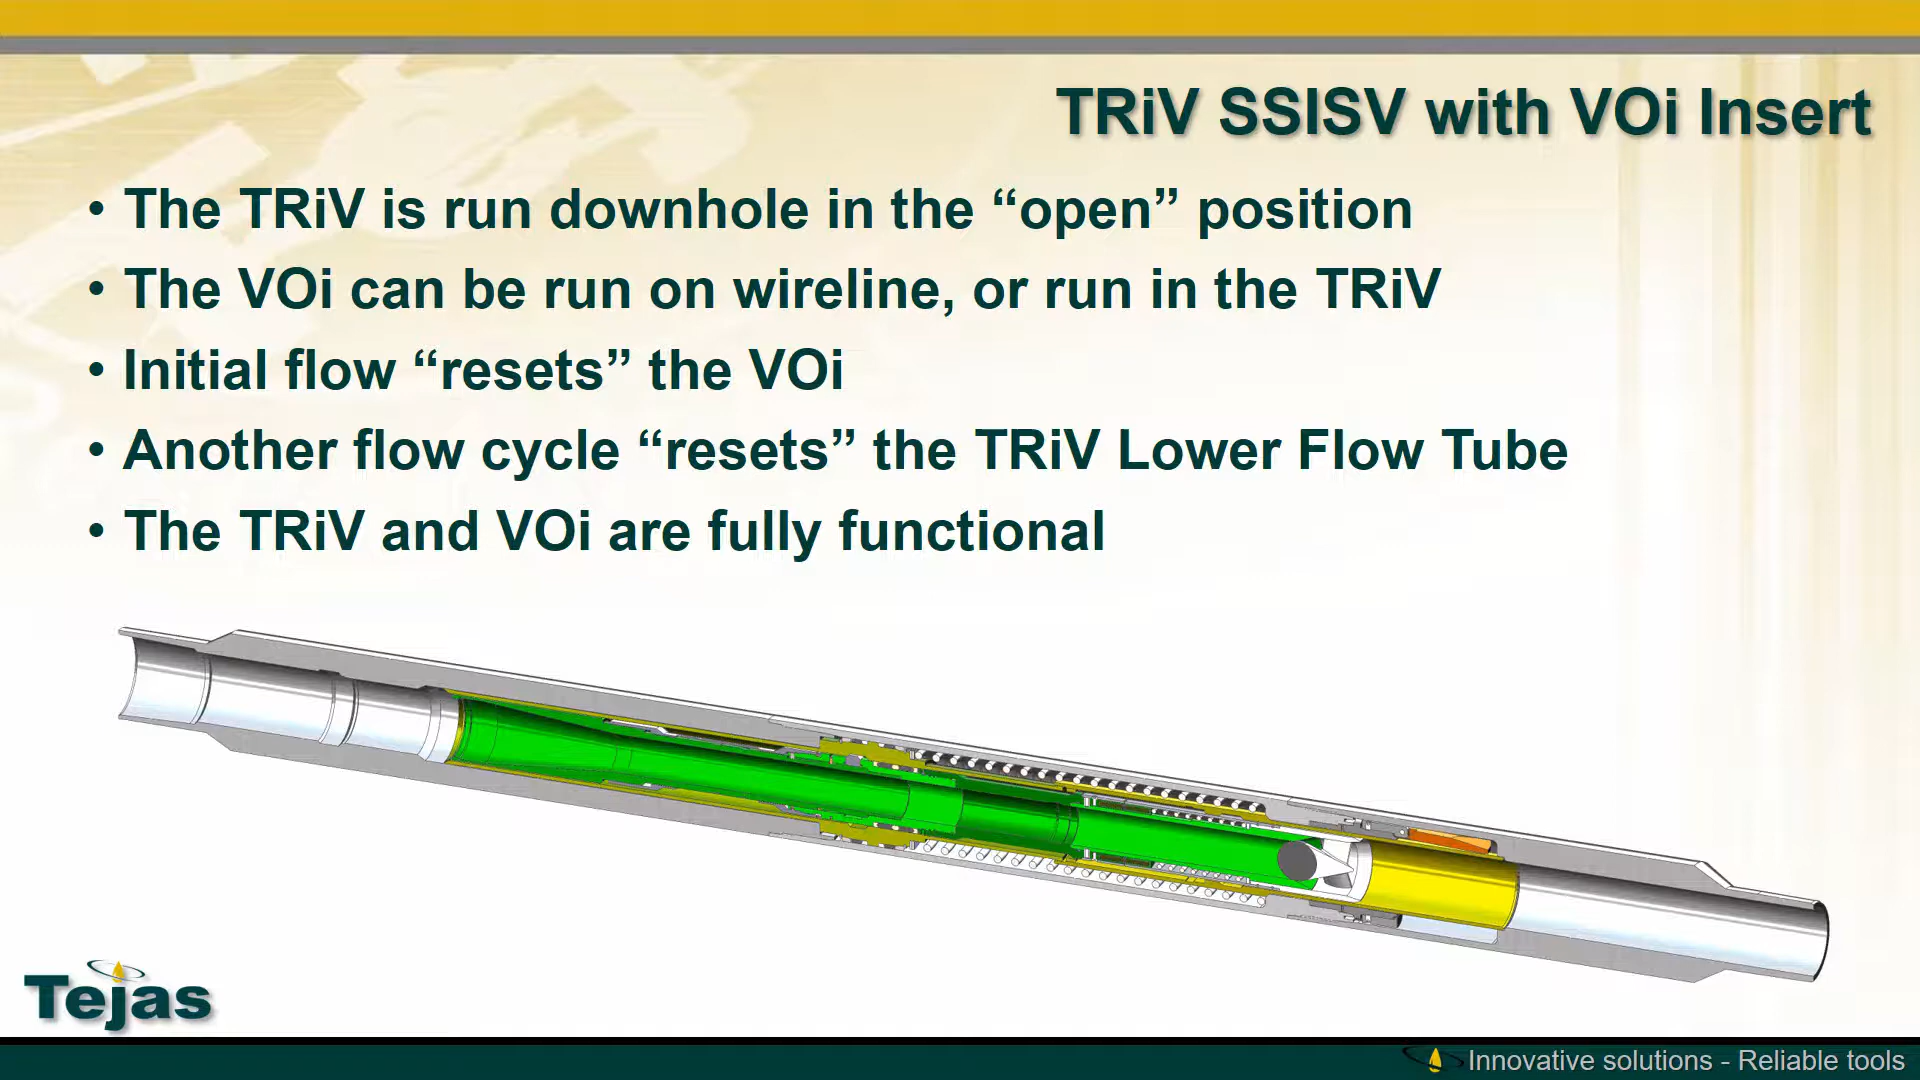 TRiV SSISV with VOi Insert
• The TRiV is run downhole in the “open” position
• The VOi can be run on wireline, or run in the TRiV
• Initial flow “resets” the VOi
• Another flow cycle “resets” the TRiV Lower Flow Tube
• The TRiV and VOi are fully functional
Tejas
Innovative solutions - Reliable tools